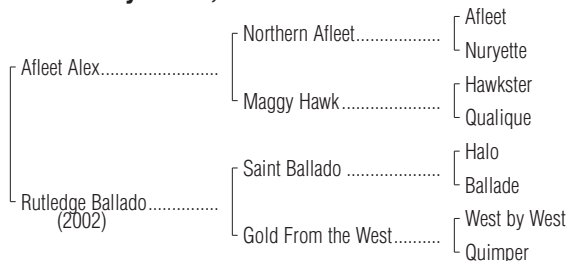 Afleet
Northern Afleet..................
Nuryette
Afleet Alex.........................
Hawkster
Maggy Hawk .....................
Qualique
Halo
Saint Ballado ....................
Ballade
Rutledge Ballado...............
(2002)
West by West
Gold From the West..........
Quimper